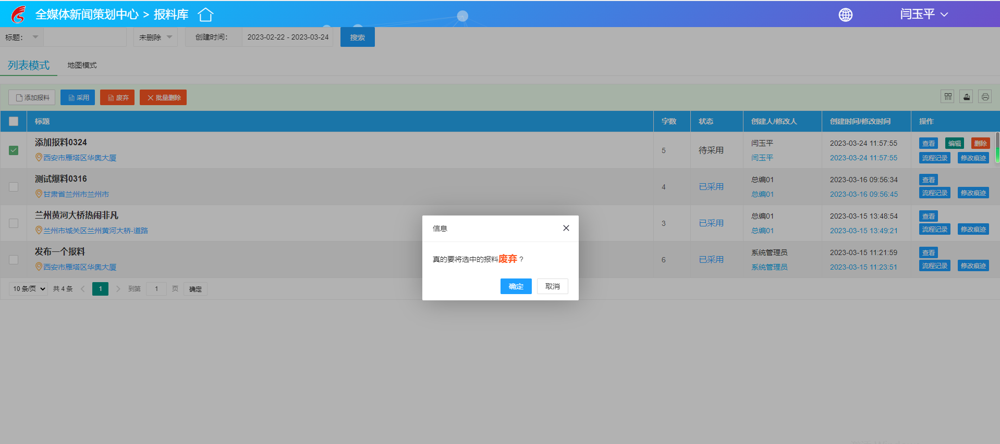 全媒体新闻策划中心 > 报料库
闫玉平
标题：
未删除
创建时间：
2023-02-22 - 2023-03-24
搜索
列表模式
地图模式
添加报料
采用
废弃
批量删除
标题 字数 状态 创建人/修改人 创建时间/修改时间 操作
添加报料0324
西安市雁塔区华奥大厦
5
待采用
闫玉平
闫玉平
2023-03-24 11:57:55
2023-03-24 11:57:55
查看 编辑 删除
流程记录 修改痕迹
测试爆料0316
甘肃省兰州市兰州市
4
已采用
总编01
总编01
2023-03-16 09:56:34
2023-03-16 09:56:45
查看
流程记录 修改痕迹
兰州黄河大桥热闹非凡
兰州市城关区兰州黄河大桥-道路
3
已采用
总编01
总编01
2023-03-15 13:48:54
2023-03-15 13:49:21
查看
流程记录 修改痕迹
发布一个报料
西安市雁塔区华奥大厦
6
已采用
系统管理员
系统管理员
2023-03-15 11:21:59
2023-03-15 11:23:51
查看
流程记录 修改痕迹
10 条/页 共 4 条 1 到第 1 页 确定
信息
真的要将选中的报料废弃？
确定 取消